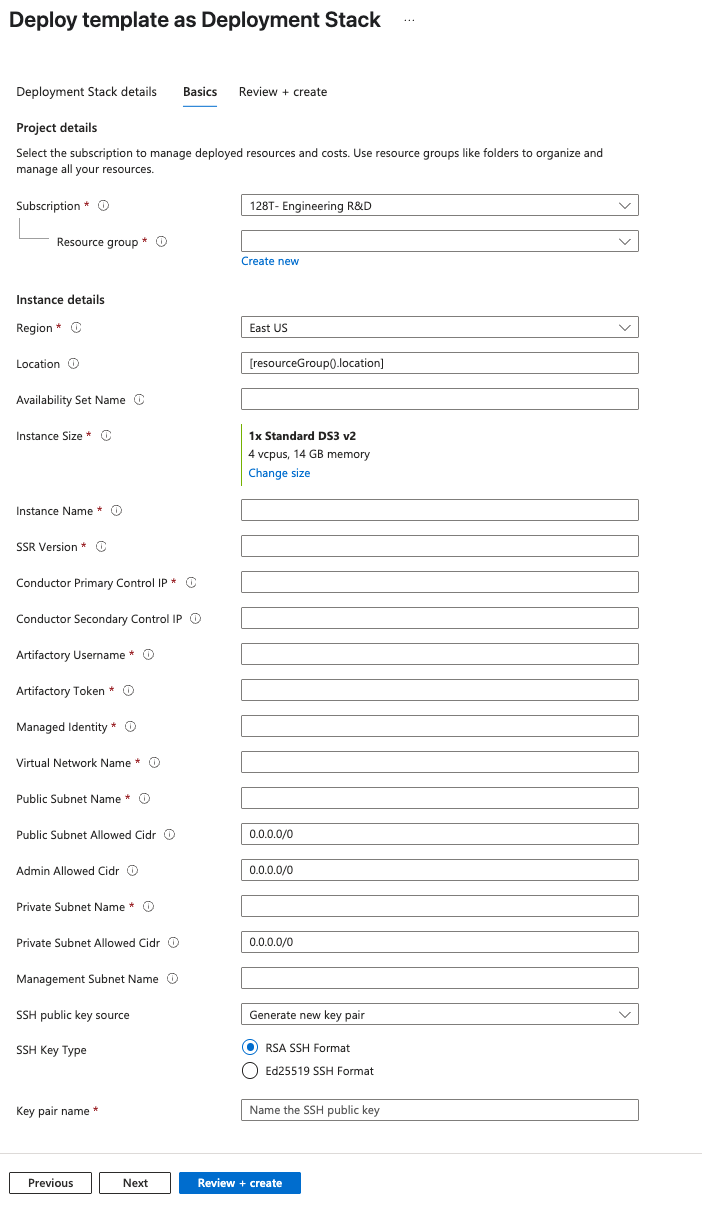 Deploy template as Deployment Stack ...
Deployment Stack details Basics Review + create
Project details
Select the subscription to manage deployed resources and costs. Use resource groups like folders to organize and
manage all your resources.
Subscription * 128T- Engineering R&D
Resource group *
Create new
Instance details
Region * East US
Location [resourceGroup().location]
Availability Set Name
Instance Size * 1x Standard DS3 v2
4 vcpus, 14 GB memory
Change size
Instance Name *
SSR Version *
Conductor Primary Control IP *
Conductor Secondary Control IP
Artifactory Username *
Artifactory Token *
Managed Identity *
Virtual Network Name *
Public Subnet Name *
Public Subnet Allowed Cidr 0.0.0.0/0
Admin Allowed Cidr 0.0.0.0/0
Private Subnet Name *
Private Subnet Allowed Cidr 0.0.0.0/0
Management Subnet Name
SSH public key source Generate new key pair
SSH Key Type RSA SSH Format
Ed25519 SSH Format
Key pair name * Name the SSH public key
Previous Next Review + create